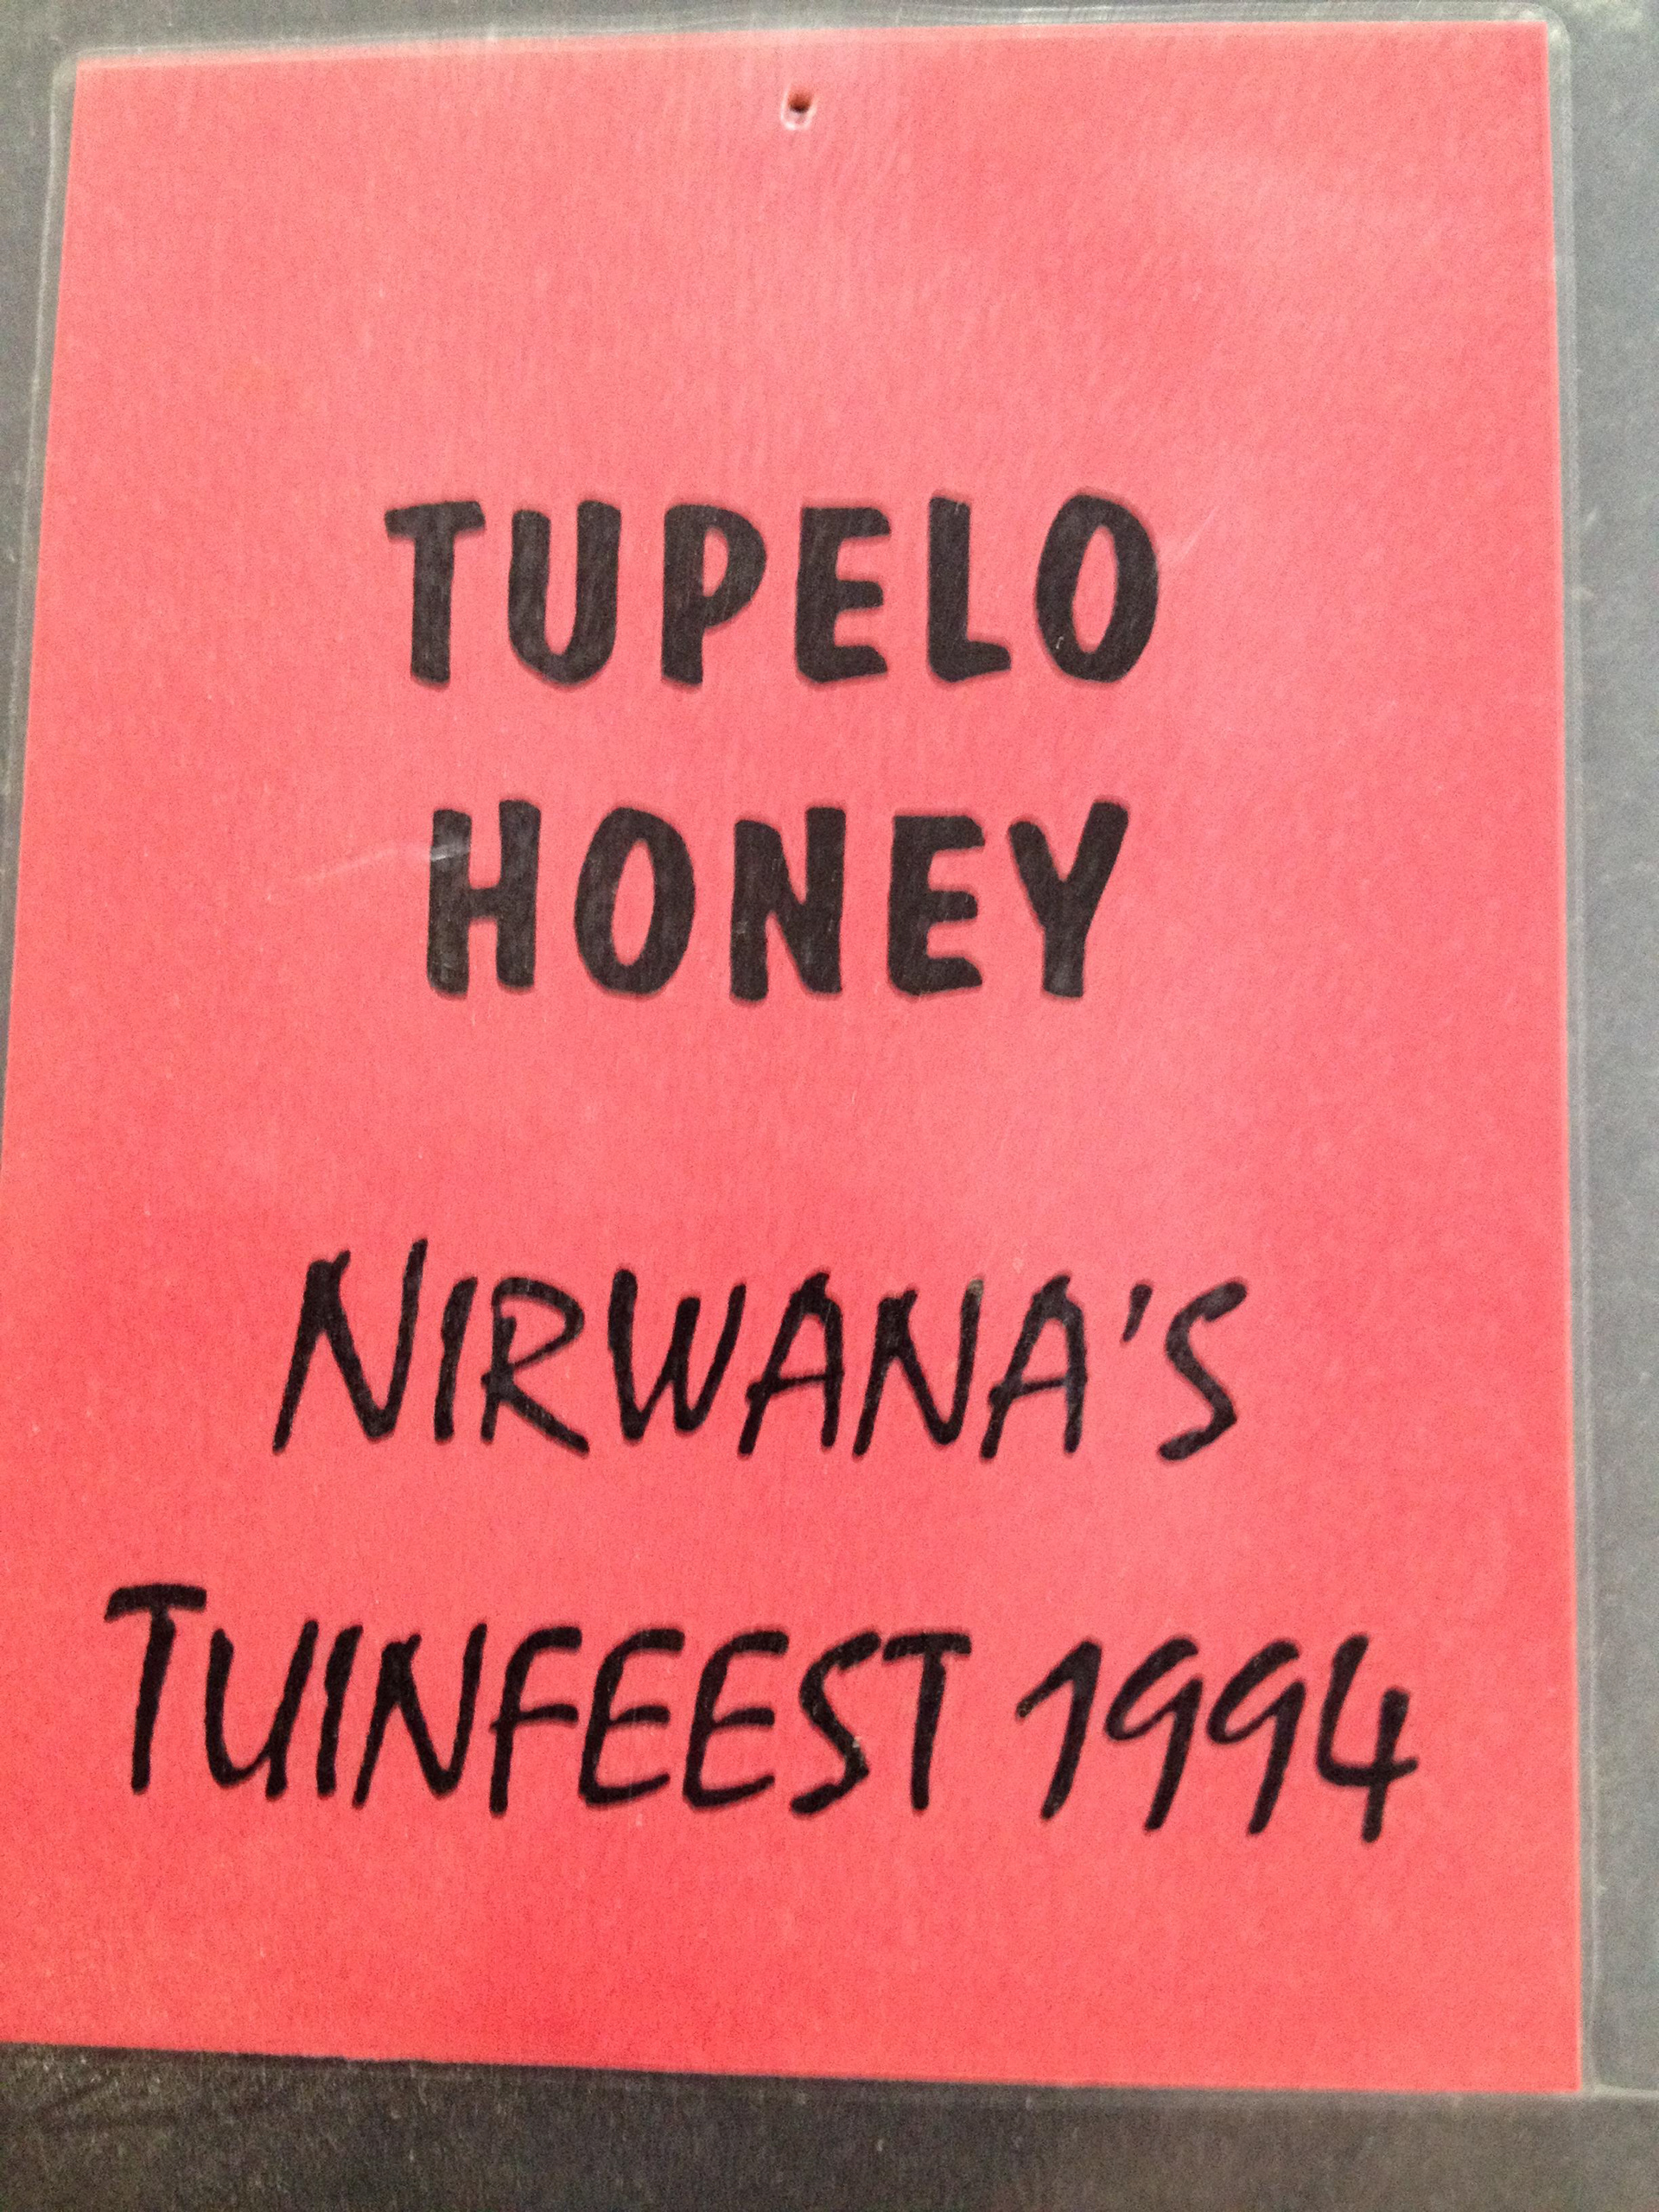 TUPELO
HONEY
NIRWANA'S
TUINFEEST 1994